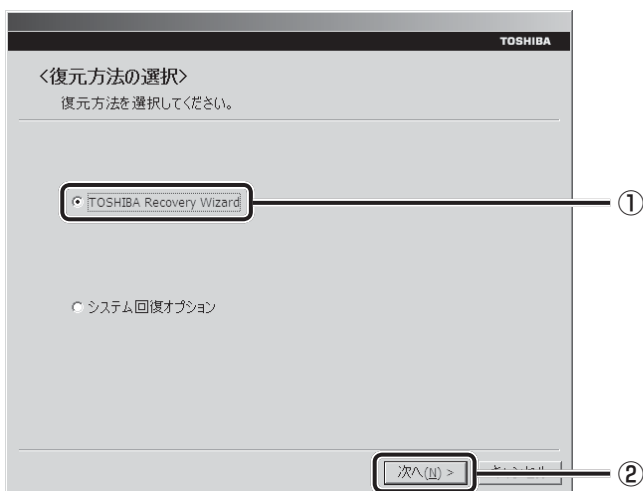 TOSHIBA
<復元方法の選択>
復元方法を選択してください。
TOSHIBA Recovery Wizard
①
システム回復オプション
次へ(N) >
②